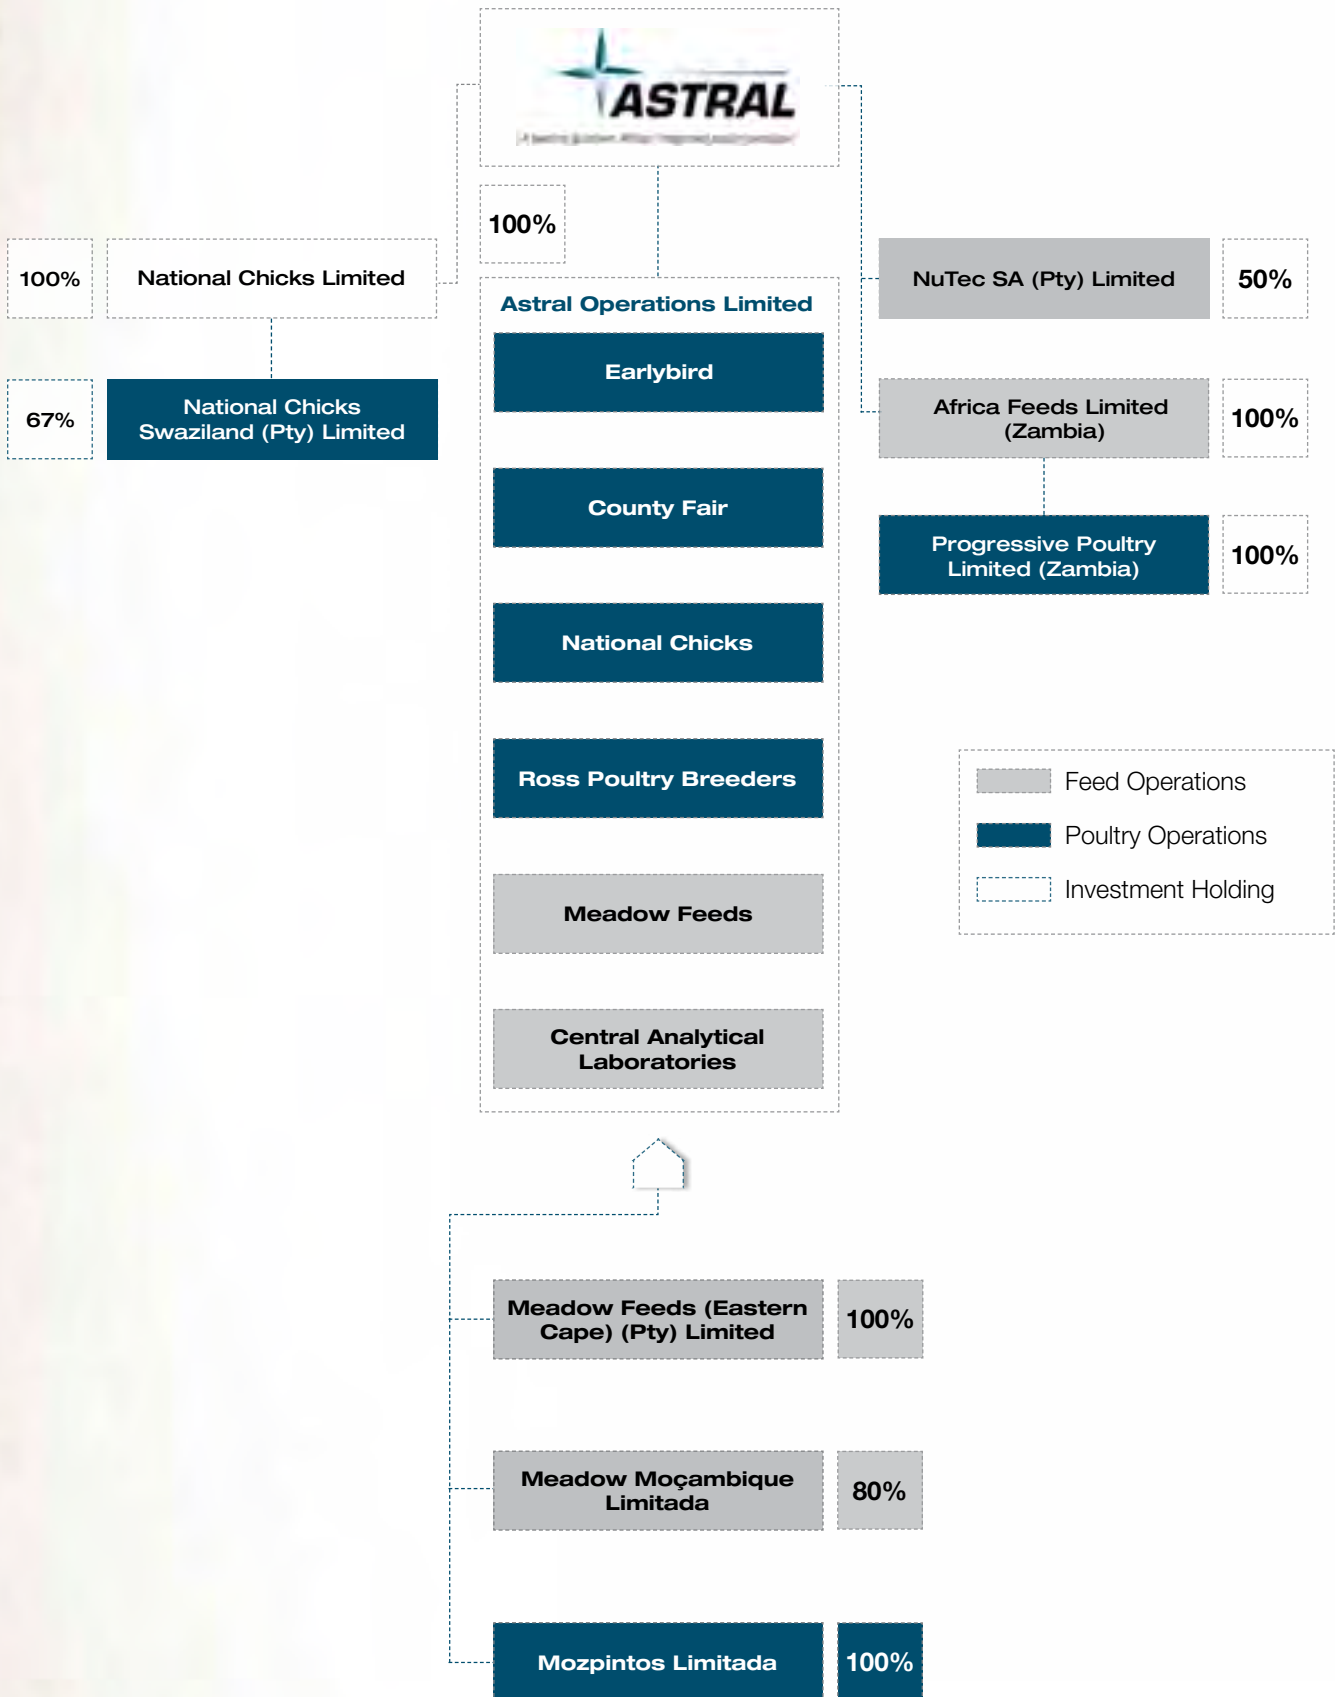 ASTRAL
100%
100%
National Chicks Limited
67%
National Chicks
Swaziland (Pty) Limited
Astral Operations Limited
Earlybird
County Fair
National Chicks
Ross Poultry Breeders
Meadow Feeds
Central Analytical
Laboratories
NuTec SA (Pty) Limited
50%
Africa Feeds Limited
(Zambia)
100%
Progressive Poultry
Limited (Zambia)
100%
Feed Operations
Poultry Operations
Investment Holding
Meadow Feeds (Eastern
Cape) (Pty) Limited
100%
Meadow Moçambique
Limitada
80%
Mozpintos Limitada
100%